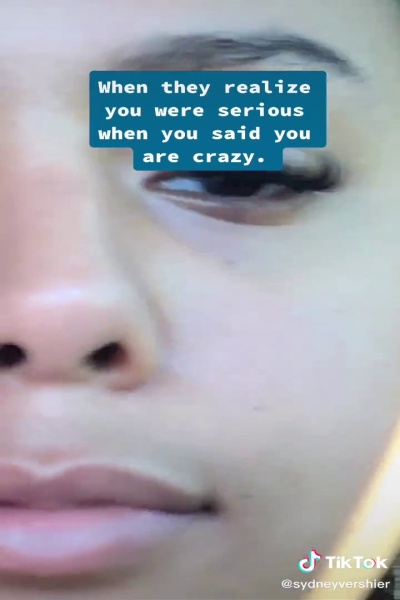 When they realize
you were serious
when you said you
are crazy.
TikTok
@sydneyvershier